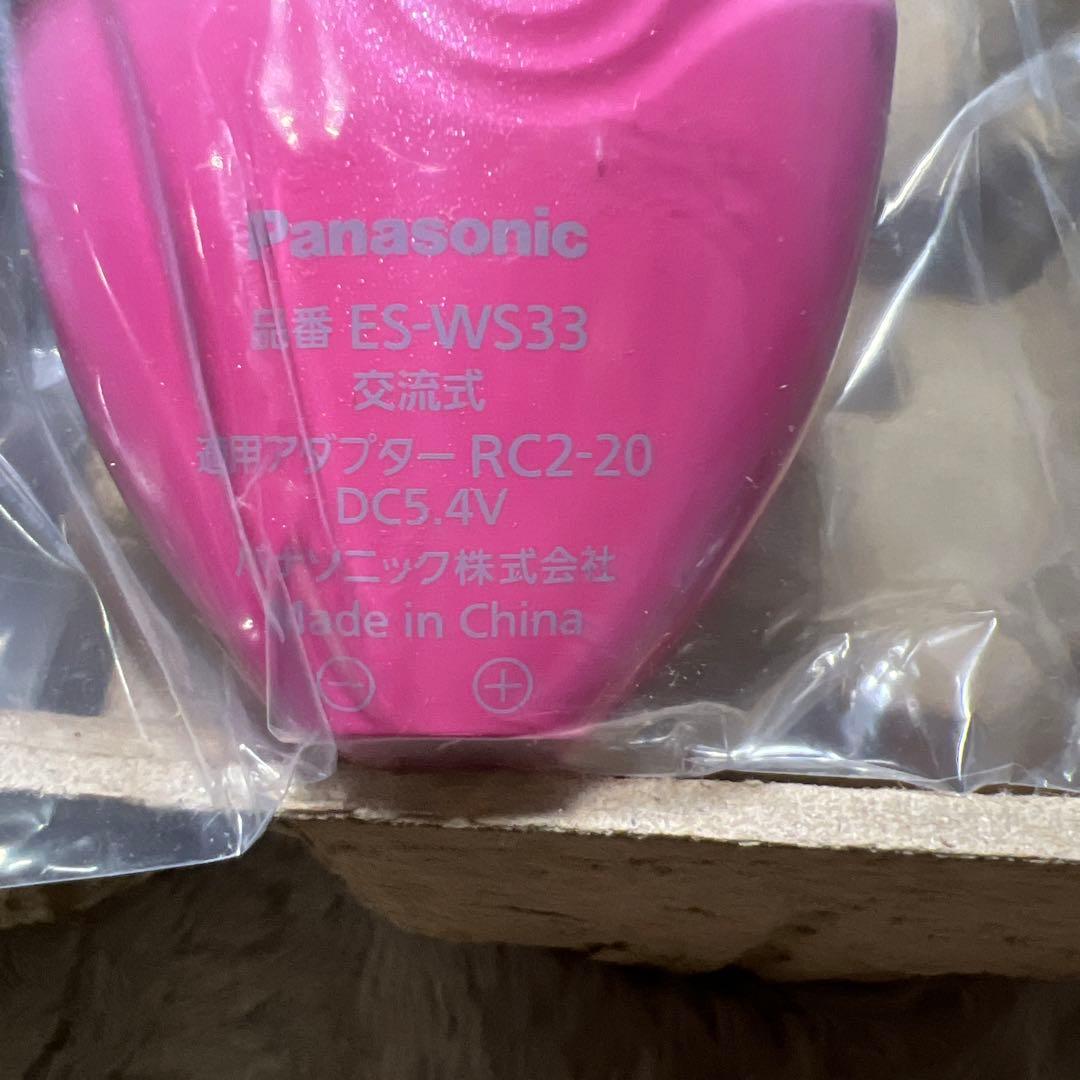 Panasonic
品番 ES-WS33
交流式
適用アダプター RC2-20
DC5.4V
パナソニック株式会社
Made in China
⊖ ⊕